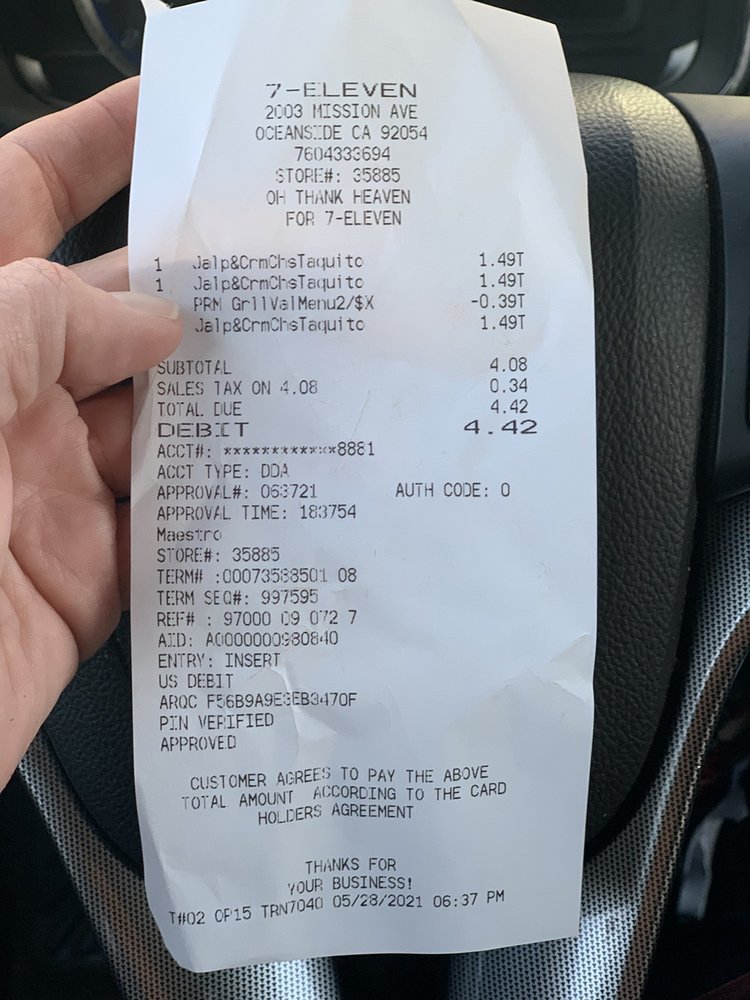 7-ELEVEN
2003 MISSION AVE
OCEANSIDE CA 92054
7604333694
STORE#: 35885
OH THANK HEAVEN
FOR 7-ELEVEN
1 Jalp&CrmChsTaquito 1.49T
1 Jalp&CrmChsTaquito 1.49T
PRM GrllValMenu2/$X -0.39T
Jalp&CrmChsTaquito 1.49T
SUBTOTAL 4.08
SALES TAX ON 4.08 0.34
TOTAL DUE 4.42
DEBIT 4.42
ACCT#: ************8881
ACCT TYPE: DDA
APPROVAL#: 063721 AUTH CODE: 0
APPROVAL TIME: 183754
Maestro
STORE#: 35885
TERM# :00073588501 08
TERM SEQ#: 997595
REF# : 97000 09 072 7
AID: A0000000980840
ENTRY: INSERT
US DEBIT
ARQC F56B9A9E3EB3470F
PIN VERIFIED
APPROVED
CUSTOMER AGREES TO PAY THE ABOVE
TOTAL AMOUNT ACCORDING TO THE CARD
HOLDERS AGREEMENT
THANKS FOR
YOUR BUSINESS!
T#02 OP15 TRN7040 05/28/2021 06:37 PM